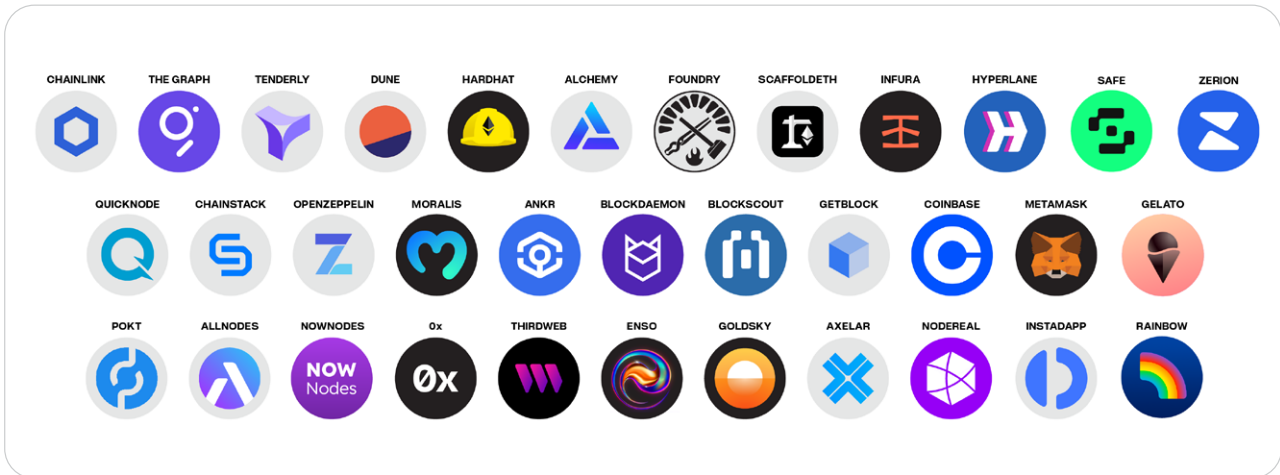 CHAINLINK THE GRAPH TENDERLY DUNE HARDHAT ALCHEMY FOUNDRY SCAFFOLDETH INFURA HYPERLANE SAFE ZERION
QUICKNODE CHAINSTACK OPENZEPPELIN MORALIS ANKR BLOCKDAEMON BLOCKSCOUT GETBLOCK COINBASE METAMASK GELATO
POKT ALLNODES NOWNODES 0x THIRDWEB ENSO GOLDSKY AXELAR NODEREAL INSTADAPP RAINBOW
NOW
Nodes
0x